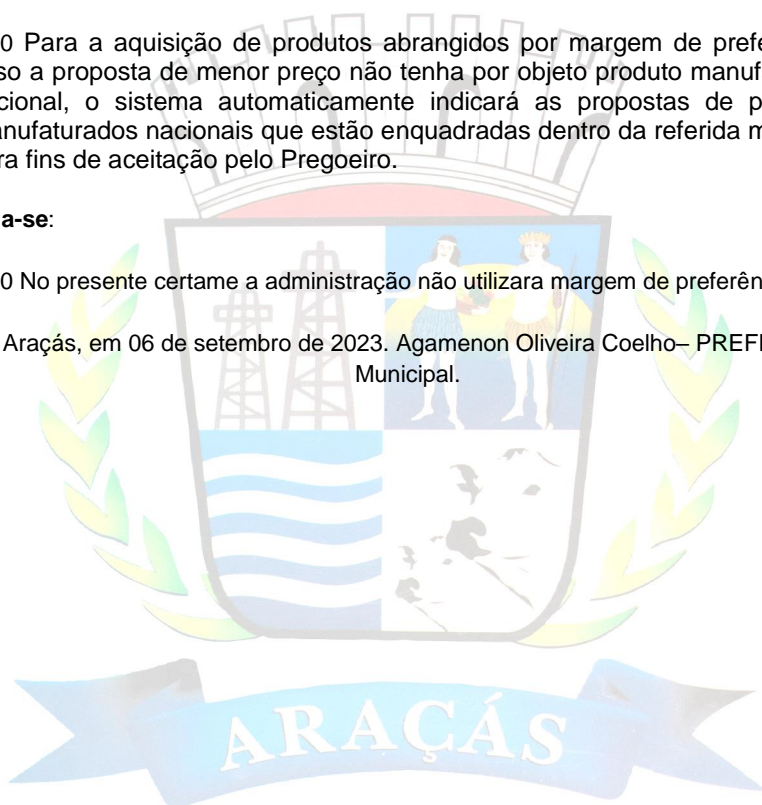 0 Para a aquisição de produtos abrangidos por margem de prefe
so a proposta de menor preço não tenha por objeto produto manuf
cional, o sistema automaticamente indicará as propostas de p
anufaturados nacionais que estão enquadradas dentro da referida m
ra fins de aceitação pelo Pregoeiro.
a-se:
0 No presente certame a administração não utilizara margem de preferên
Araçás, em 06 de setembro de 2023. Agamenon Oliveira Coelho– PREFE
Municipal.
ARAÇÁS